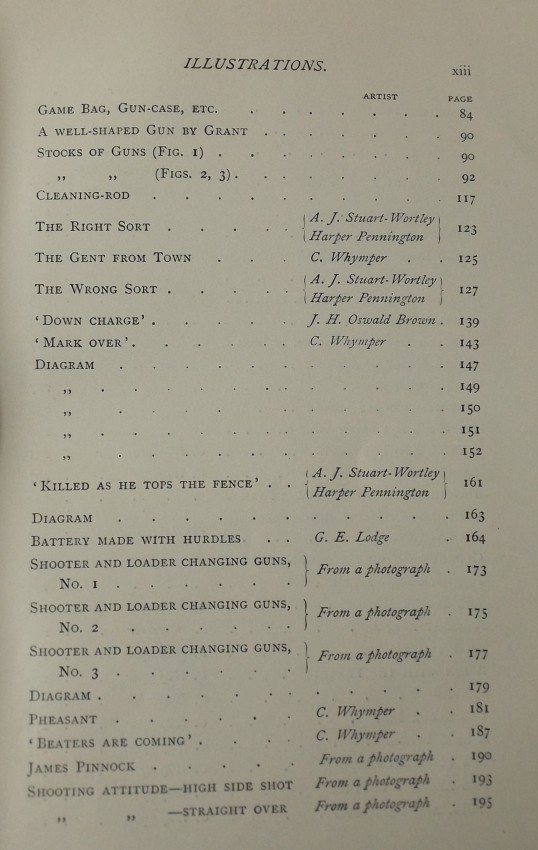 ILLUSTRATIONS. xiii
ARTIST PAGE
GAME BAG, GUN-CASE, ETC. . . . . . . 84
A WELL-SHAPED GUN BY GRANT . . . . . . 90
STOCKS OF GUNS (FIG. 1) . . . . . . . 90
,, ,, (FIGS. 2, 3) . . . . . . . 92
CLEANING-ROD . . . . . . . . . 117
THE RIGHT SORT . . . . . { A. J. Stuart-Wortley } 123
Harper Pennington
THE GENT FROM TOWN . . . C. Whymper . . 125
THE WRONG SORT . . . . . { A. J. Stuart-Wortley } 127
Harper Pennington
‘DOWN CHARGE’ . . . . . J. H. Oswald Brown . 139
‘MARK OVER’ . . . . . C. Whymper . . 143
DIAGRAM . . . . . . . . . 147
,, . . . . . . . . . 149
,, . . . . . . . . 150
,, . . . . . . . . . 151
,, . . . . . . . . 152
‘KILLED AS HE TOPS THE FENCE’ . . { A. J. Stuart-Wortley } 161
Harper Pennington
DIAGRAM . . . . . . . . . 163
BATTERY MADE WITH HURDLES . . . G. E. Lodge . 164
SHOOTER AND LOADER CHANGING GUNS, } From a photograph . 173
NO. 1 . . . . . .
SHOOTER AND LOADER CHANGING GUNS, } From a photograph . 175
NO. 2 . . . . .
SHOOTER AND LOADER CHANGING GUNS, } From a photograph . 177
NO. 3 . . . . . .
DIAGRAM . . . . . . . . . . 179
PHEASANT . . . . . . C. Whymper . . 181
‘BEATERS ARE COMING’ . . . . C. Whymper . . 187
JAMES PINNOCK . . . . . From a photograph . 190
SHOOTING ATTITUDE—HIGH SIDE SHOT From a photograph . 193
,, ,, —STRAIGHT OVER From a photograph . 195